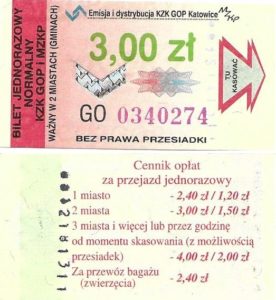 Emisja i dystrybucja KZK GOP Katowice
MZKP
BILET JEDNORAZOWY
NORMALNY
KZK GOP i MZKP
WAŻNY W 2 MIASTACH (GMINACH)
3,00 zł
TU
KASOWAĆ
GO 0340274
BEZ PRAWA PRZESIADKI
Cennik opłat
za przejazd jednorazowy
1 miasto - 2,40 zł / 1,20 zł
2 miasta - 3,00 zł / 1,50 zł
3 miasta i więcej lub przez godzinę
od momentu skasowania (z możliwością
przesiadek) - 4,00 zł / 2,00 zł
Za przewóz bagażu
(zwierzęcia) - 2,40 zł